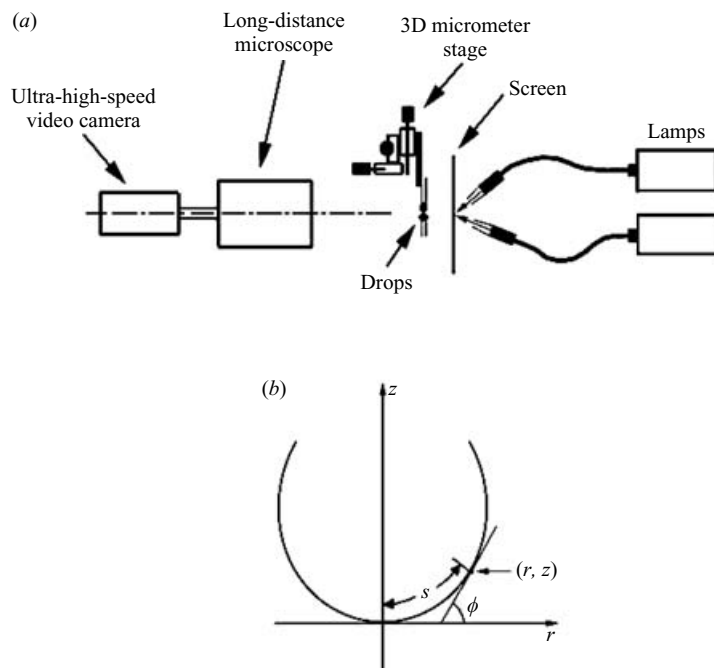 (a)
Long-distance
microscope
3D micrometer
stage
Ultra-high-speed
video camera
Screen
Lamps
Drops
(b)
z
(r, z)
s
ϕ
r